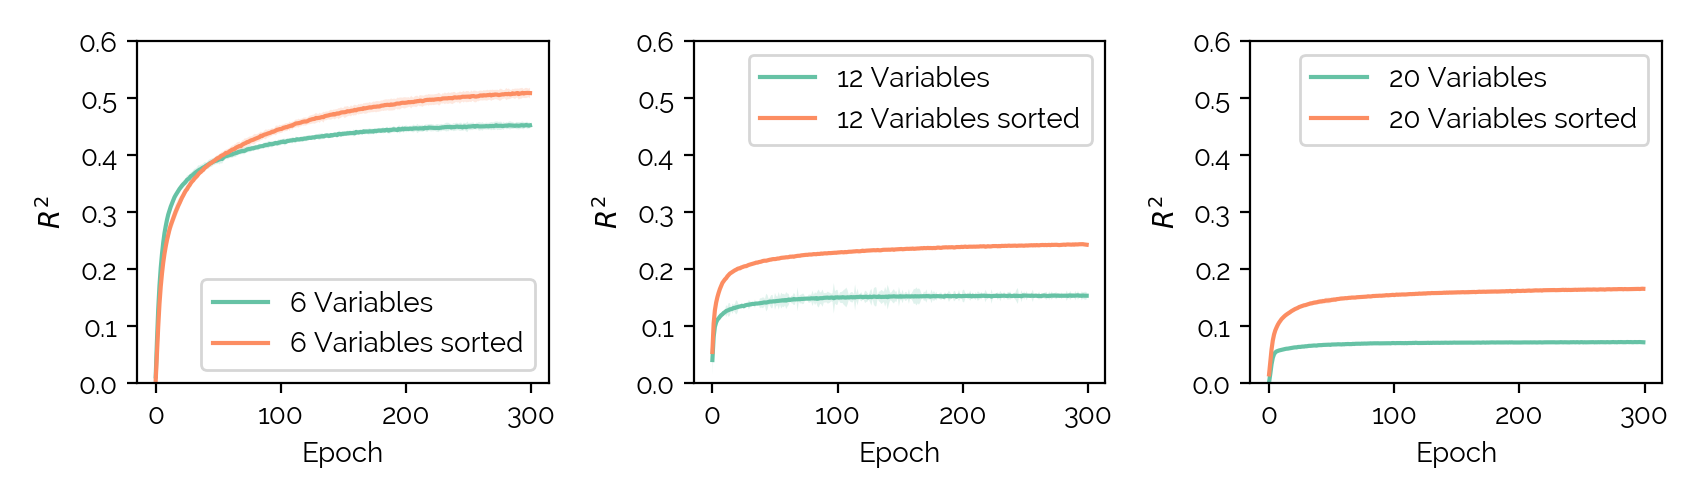 0.6
0.5
0.4
0.3
0.2
0.1
0.0
R²
0 100 200 300
Epoch
6 Variables
6 Variables sorted
0.6
0.5
0.4
0.3
0.2
0.1
0.0
R²
0 100 200 300
Epoch
12 Variables
12 Variables sorted
0.6
0.5
0.4
0.3
0.2
0.1
0.0
R²
0 100 200 300
Epoch
20 Variables
20 Variables sorted